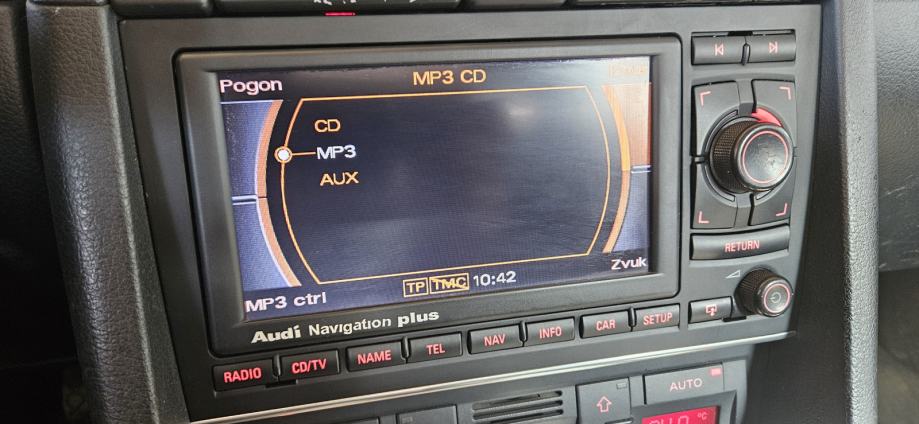 Pogon
MP3 CD
CD
MP3
AUX
TP TMC 10:42
Zvuk
MP3 ctrl
Audi Navigation plus
RETURN
RADIO CD/TV NAME TEL NAV INFO CAR SETUP
AUTO
°C